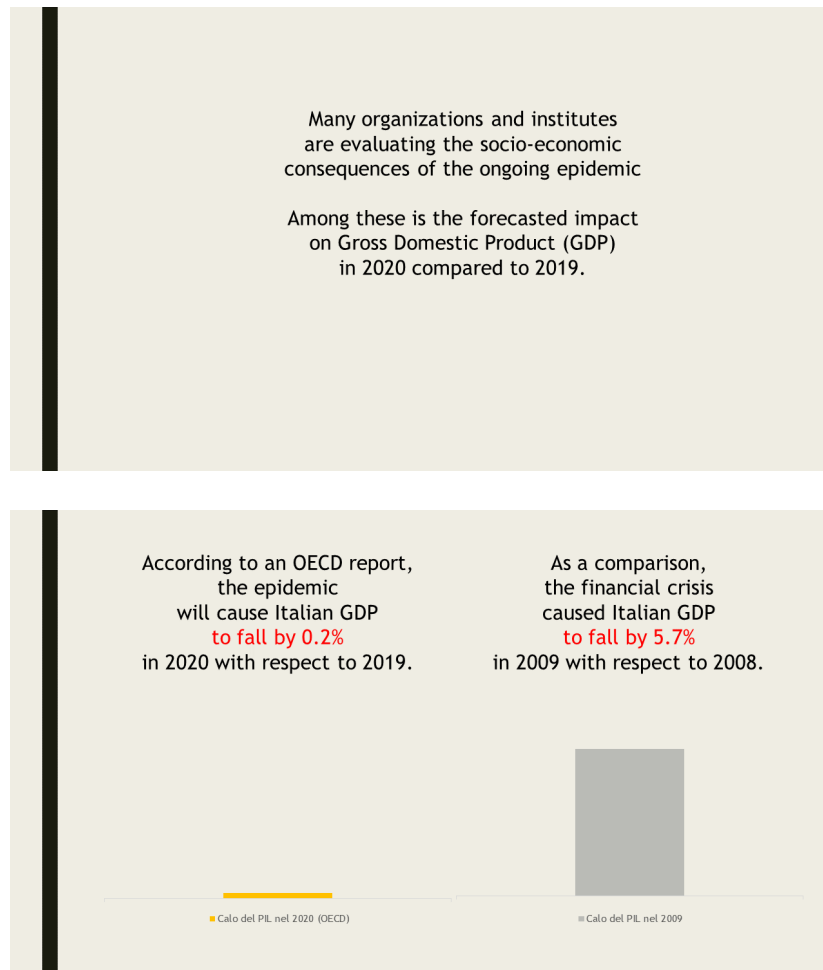 Many organizations and institutes
are evaluating the socio-economic
consequences of the ongoing epidemic
Among these is the forecasted impact
on Gross Domestic Product (GDP)
in 2020 compared to 2019.
According to an OECD report,
the epidemic
will cause Italian GDP
to fall by 0.2%
in 2020 with respect to 2019.
As a comparison,
the financial crisis
caused Italian GDP
to fall by 5.7%
in 2009 with respect to 2008.
Calo del PIL nel 2020 (OECD)
Calo del PIL nel 2009